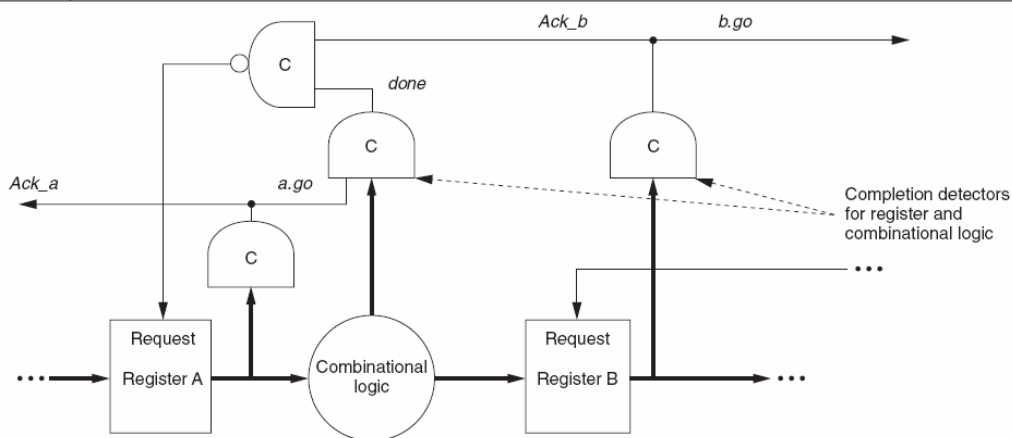 Ack_b
b.go
C
done
C
C
Ack_a
a.go
Completion detectors
for register and
combinational logic
C
Request
Register A
Combinational
logic
Request
Register B